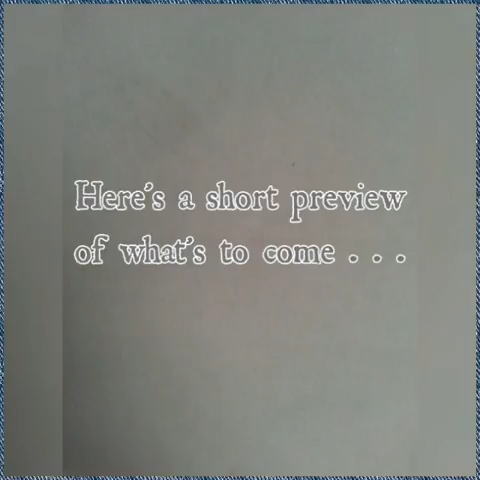 Here's a short preview
of what's to come . . .